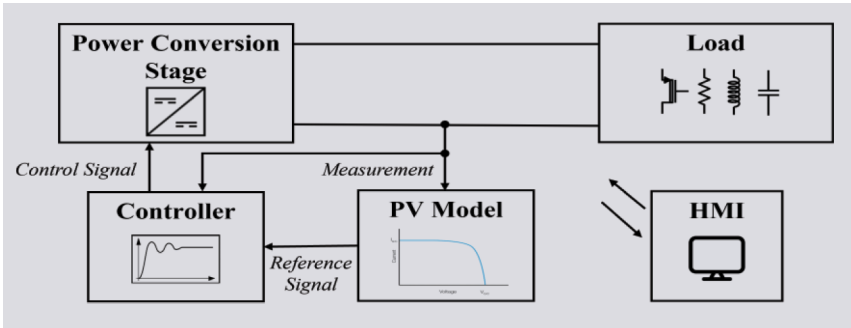 Power Conversion
Stage
Load
Control Signal
Measurement
Controller
PV Model
HMI
Reference
Signal
Voltage